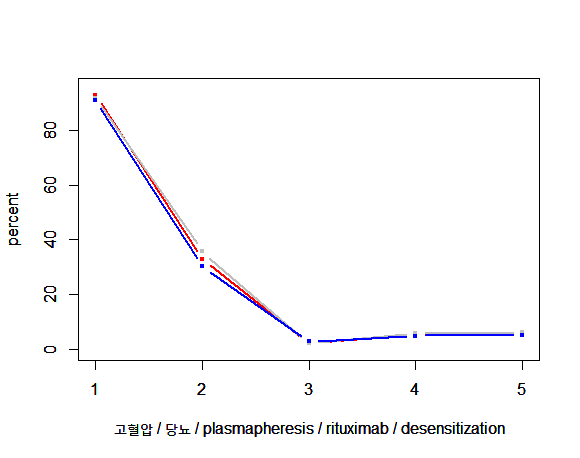 percent
80
60
40
20
0
1 2 3 4 5
고혈압 / 당뇨 / plasmapheresis / rituximab / desensitization